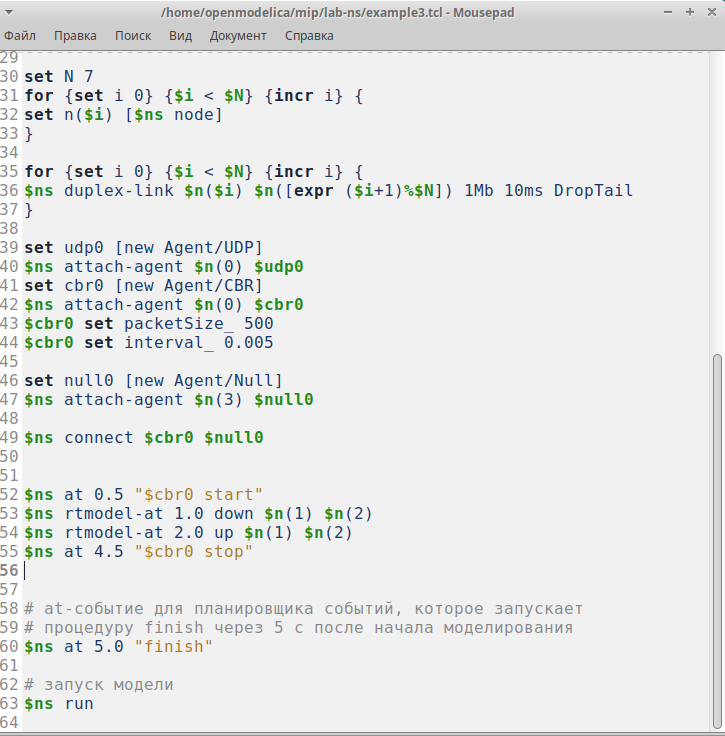 /home/openmodelica/mip/lab-ns/example3.tcl - Mousepad
Файл Правка Поиск Вид Документ Справка
29
30 set N 7
31 for {set i 0} {$i < $N} {incr i} {
32 set n($i) [$ns node]
33 }
34
35 for {set i 0} {$i < $N} {incr i} {
36 $ns duplex-link $n($i) $n([expr ($i+1)%$N]) 1Mb 10ms DropTail
37 }
38
39 set udp0 [new Agent/UDP]
40 $ns attach-agent $n(0) $udp0
41 set cbr0 [new Agent/CBR]
42 $ns attach-agent $n(0) $cbr0
43 $cbr0 set packetSize_ 500
44 $cbr0 set interval_ 0.005
45
46 set null0 [new Agent/Null]
47 $ns attach-agent $n(3) $null0
48
49 $ns connect $cbr0 $null0
50
51
52 $ns at 0.5 "$cbr0 start"
53 $ns rtmodel-at 1.0 down $n(1) $n(2)
54 $ns rtmodel-at 2.0 up $n(1) $n(2)
55 $ns at 4.5 "$cbr0 stop"
56
57
58 # at-событие для планировщика событий, которое запускает
59 # процедуру finish через 5 с после начала моделирования
60 $ns at 5.0 "finish"
61
62 # запуск модели
63 $ns run
64